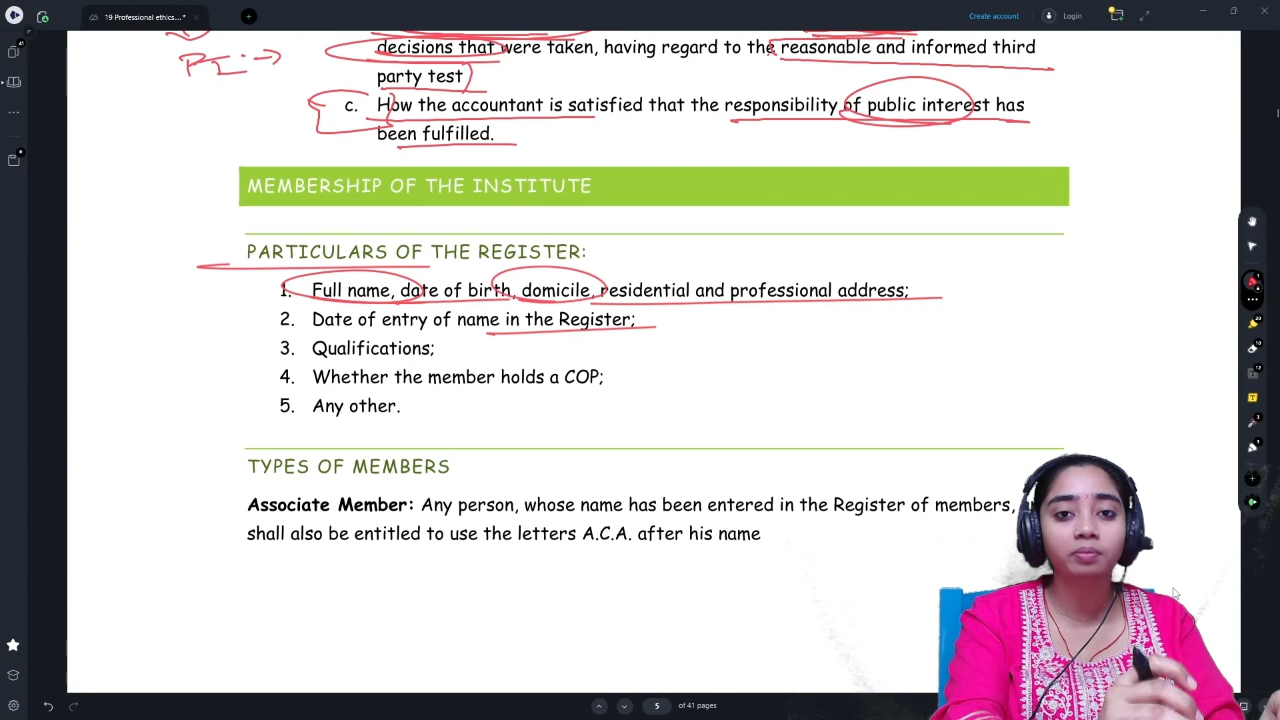 19 Professional ethics....*
Create account
Login
decisions that were taken, having regard to the reasonable and informed third
party test
c. How the accountant is satisfied that the responsibility of public interest has
been fulfilled.
MEMBERSHIP OF THE INSTITUTE
PARTICULARS OF THE REGISTER:
1. Full name, date of birth, domicile, residential and professional address;
2. Date of entry of name in the Register;
3. Qualifications;
4. Whether the member holds a COP;
5. Any other.
TYPES OF MEMBERS
Associate Member: Any person, whose name has been entered in the Register of members,
shall also be entitled to use the letters A.C.A. after his name
5 of 41 pages